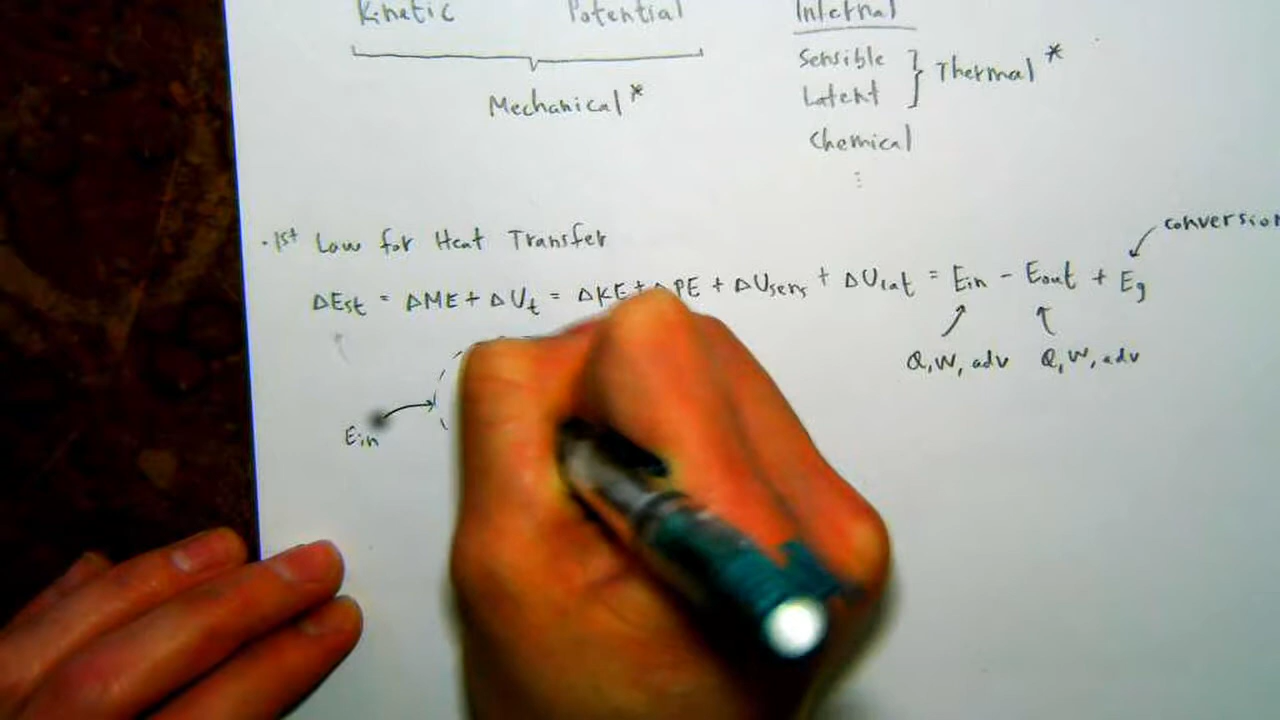 Kinetic Potential Internal
Sensible
Latent } Thermal*
Mechanical*
Chemical
⋮
· 1st Law for Heat Transfer
conversion
ΔEst = ΔME + ΔUt = ΔKE + ΔPE + ΔUsens + ΔUlat = Ein - Eout + Eg
Q,W, adv Q,W, adv
Ein